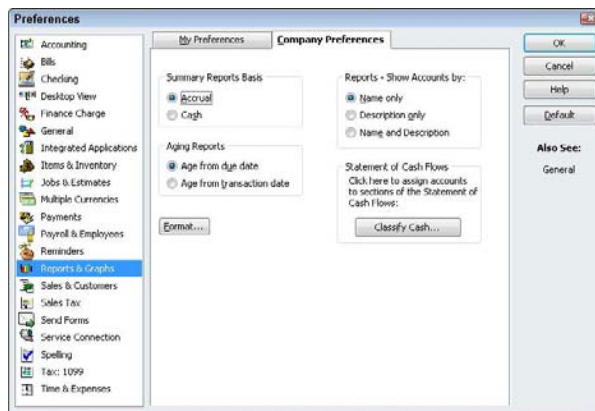 Preferences
Accounting
Bills
Checking
Desktop View
Finance Charge
General
Integrated Applications
Items & Inventory
Jobs & Estimates
Multiple Currencies
Payments
Payroll & Employees
Reminders
Reports & Graphs
Sales & Customers
Sales Tax
Send Forms
Service Connection
Spelling
Tax: 1099
Time & Expenses
My Preferences
Company Preferences
Summary Reports Basis
Accrual
Cash
Aging Reports
Age from due date
Age from transaction date
Format...
Reports - Show Accounts by:
Name only
Description only
Name and Description
Statement of Cash Flows
Click here to assign accounts
to sections of the Statement of
Cash Flows:
Classify Cash...
OK
Cancel
Help
Default
Also See:
General